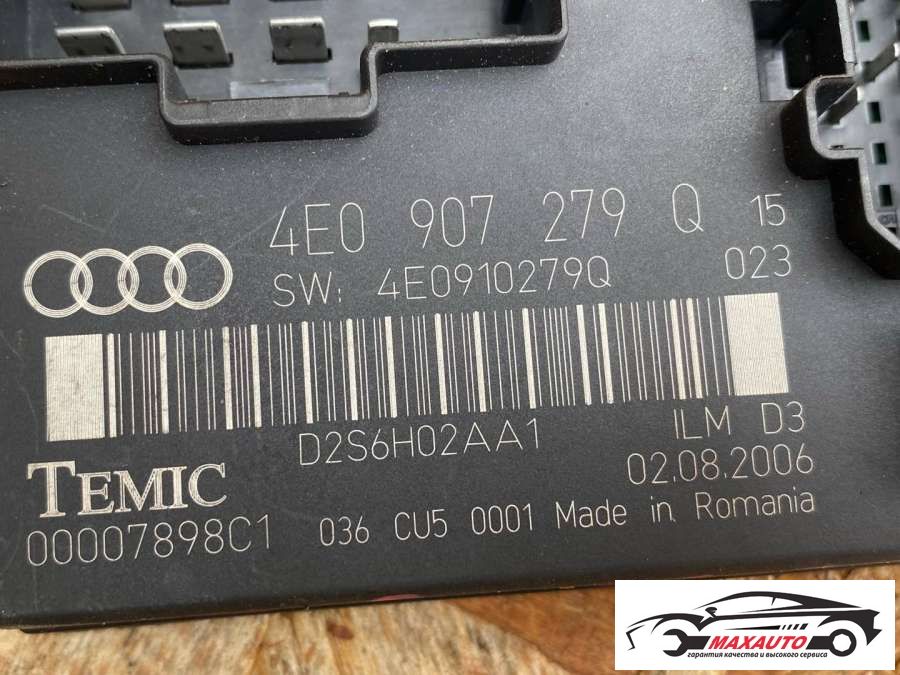 4E0 907 279 Q 15
SW: 4E0910279Q 023
D2S6H02AA1 ILM D3
TEMIC 02.08.2006
00007898C1 036 CU5 0001 Made in Romania
MAXAUTO
гарантия качества и высокого сервиса